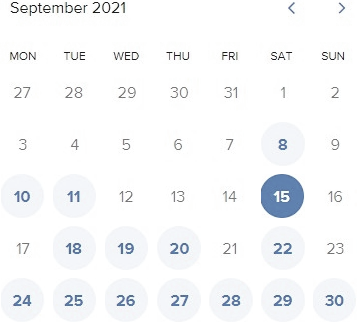 September 2021
MON TUE WED THU FRI SAT SUN
27 28 29 30 31 1 2
3 4 5 6 7 8 9
10 11 12 13 14 15 16
17 18 19 20 21 22 23
24 25 26 27 28 29 30